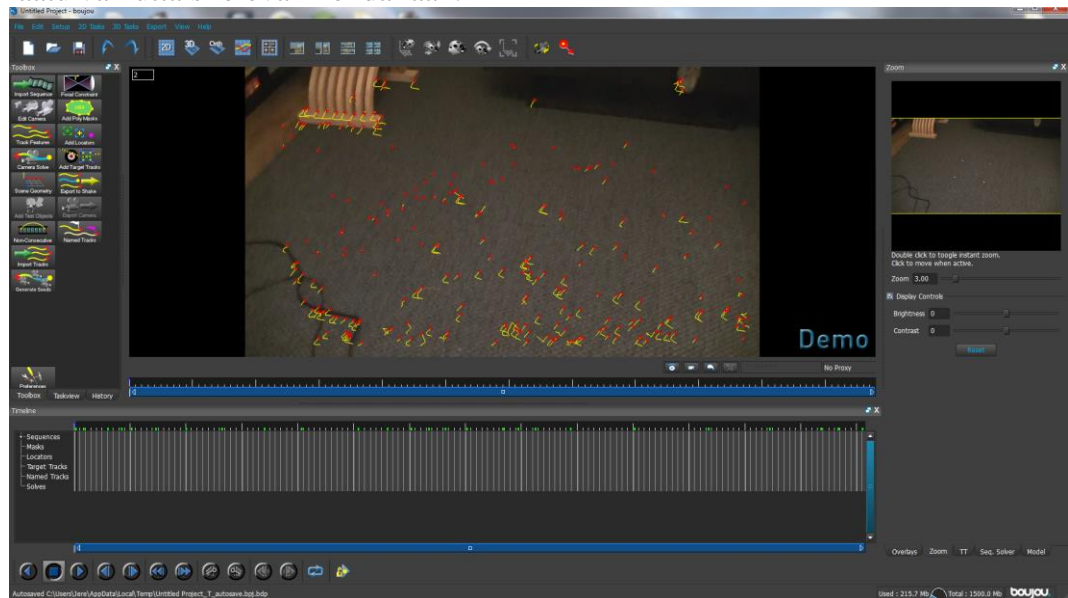 Untitled Project - boujou
File Edit Setup 2D Tasks 3D Tasks Export View Help
2D 3D
Toolbox X
Import Sequence Focal Constraint
Edit Camera Add Poly Masks
Track Features Add Locators
Camera Solve Add Target Tracks
Scene Geometry Export to Shake
Add Test Objects Export Camera
Non-Consecutive Named Tracks
Import Tracks
Generate Seeds
Preferences
Toolbox Taskview History
2
Demo
No Proxy
Zoom X
Double click to toogle instant zoom.
Click to move when active.
Zoom 3.00
Display Controls
Brightness 0
Contrast 0
Reset
Timeline X
Sequences
Masks
Locators
Target Tracks
Named Tracks
Solves
Overlays Zoom TT Seq. Solver Model
Autosaved C:\Users\Jere\AppData\Local\Temp\Untitled Project_T_autosave.bpj.bdp
Used : 215.7 Mb Total : 1500.0 Mb boujou